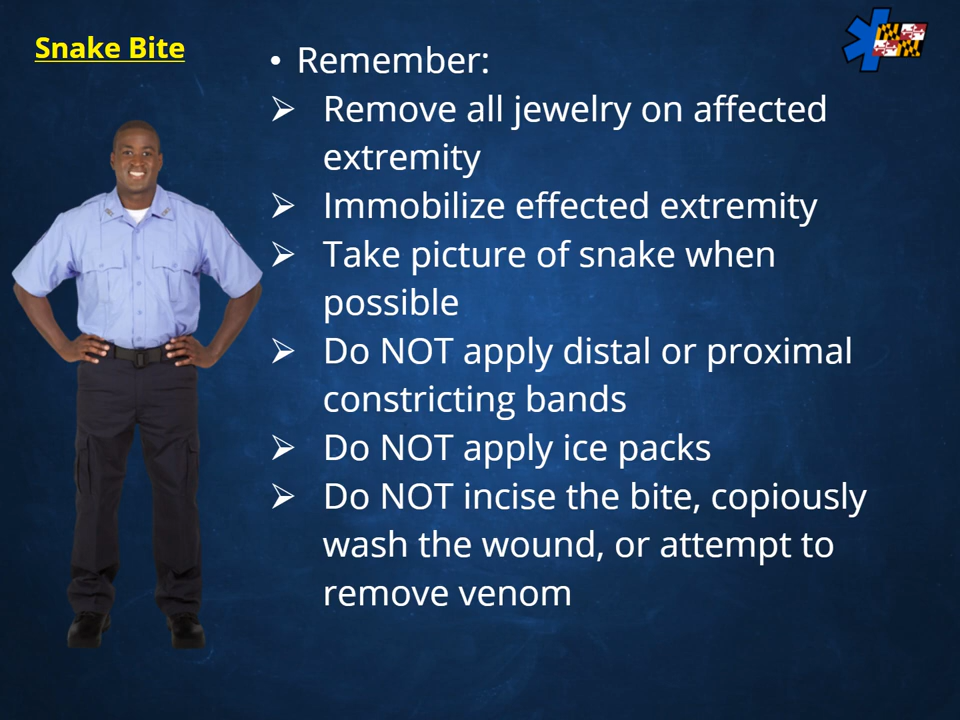 Snake Bite
• Remember:
➢ Remove all jewelry on affected
extremity
➢ Immobilize effected extremity
➢ Take picture of snake when
possible
➢ Do NOT apply distal or proximal
constricting bands
➢ Do NOT apply ice packs
➢ Do NOT incise the bite, copiously
wash the wound, or attempt to
remove venom